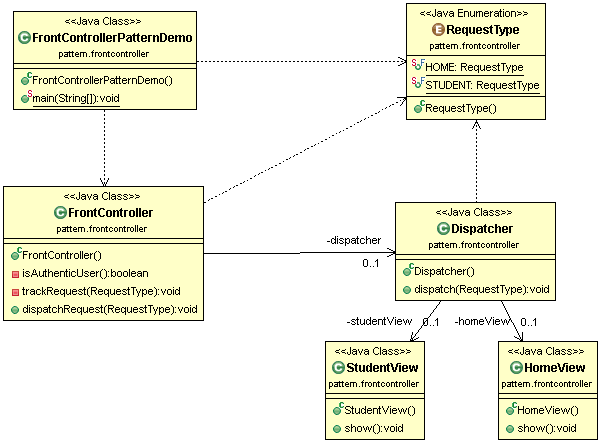 <<Java Class>>
FrontControllerPatternDemo
pattern.frontcontroller
FrontControllerPatternDemo()
main(String[]):void
<<Java Enumeration>>
RequestType
pattern.frontcontroller
HOME: RequestType
STUDENT: RequestType
RequestType()
<<Java Class>>
FrontController
pattern.frontcontroller
FrontController()
isAuthenticUser():boolean
trackRequest(RequestType):void
dispatchRequest(RequestType):void
-dispatcher
0..1
<<Java Class>>
Dispatcher
pattern.frontcontroller
Dispatcher()
dispatch(RequestType):void
-studentView
0..1
-homeView
0..1
<<Java Class>>
StudentView
pattern.frontcontroller
StudentView()
show():void
<<Java Class>>
HomeView
pattern.frontcontroller
HomeView()
show():void